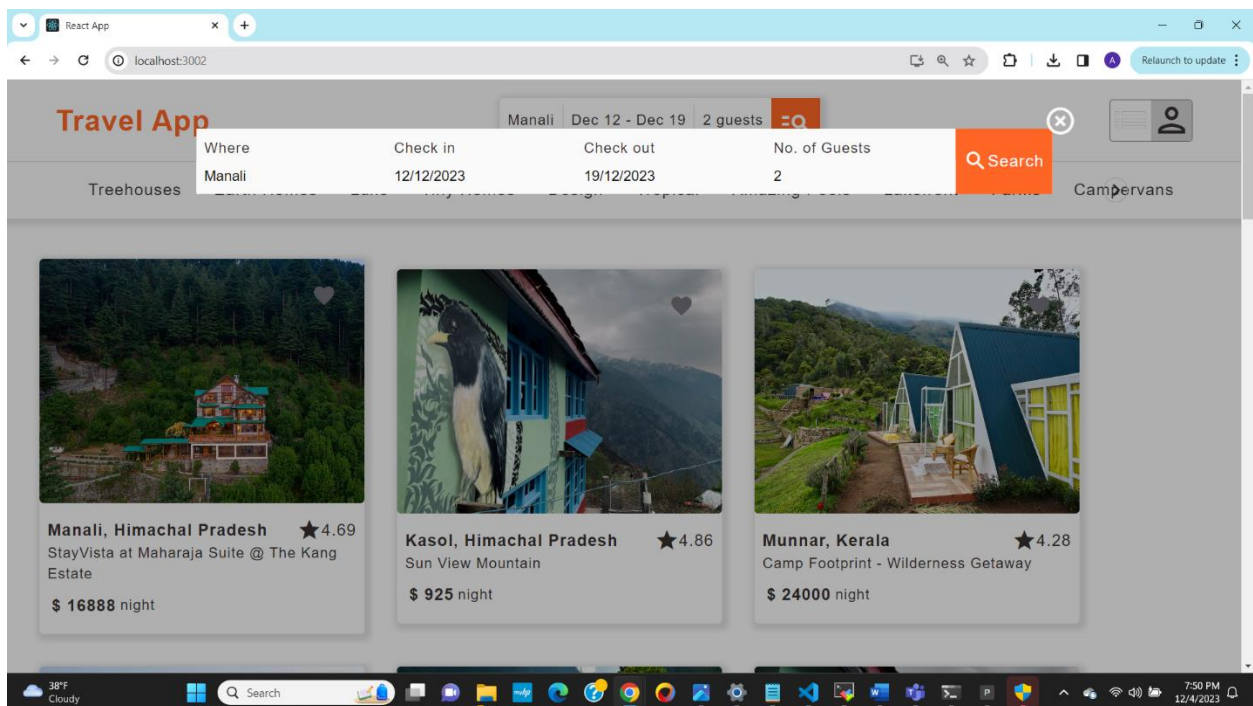 React App
localhost:3002
Relaunch to update
Travel App
Manali Dec 12 - Dec 19 2 guests
Where Check in Check out No. of Guests
Search
Manali 12/12/2023 19/12/2023 2
Treehouses Campervans
Manali, Himachal Pradesh 4.69
StayVista at Maharaja Suite @ The Kang
Estate
$ 16888 night
Kasol, Himachal Pradesh 4.86
Sun View Mountain
$ 925 night
Munnar, Kerala 4.28
Camp Footprint - Wilderness Getaway
$ 24000 night
38°F
Cloudy
Search
7:50 PM
12/4/2023